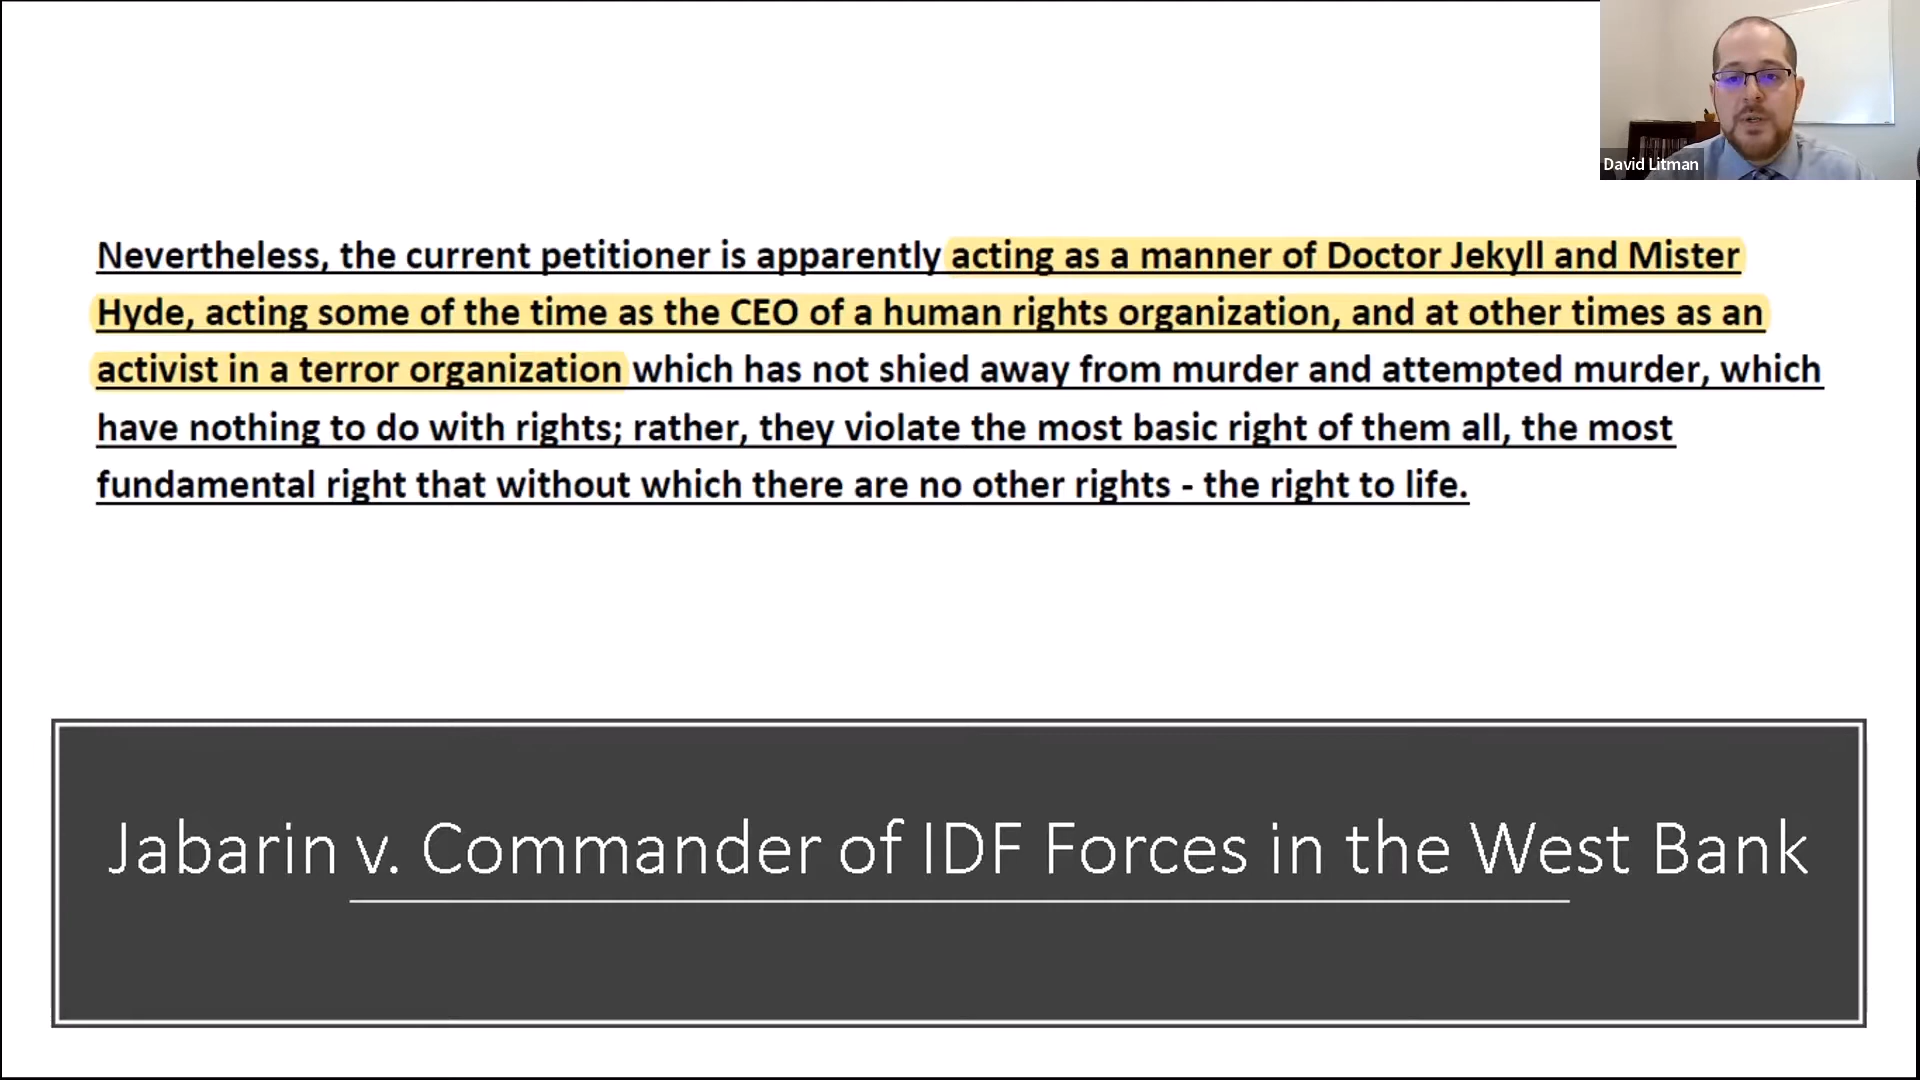 David Litman
Nevertheless, the current petitioner is apparently acting as a manner of Doctor Jekyll and Mister
Hyde, acting some of the time as the CEO of a human rights organization, and at other times as an
activist in a terror organization which has not shied away from murder and attempted murder, which
have nothing to do with rights; rather, they violate the most basic right of them all, the most
fundamental right that without which there are no other rights - the right to life.
Jabarin v. Commander of IDF Forces in the West Bank